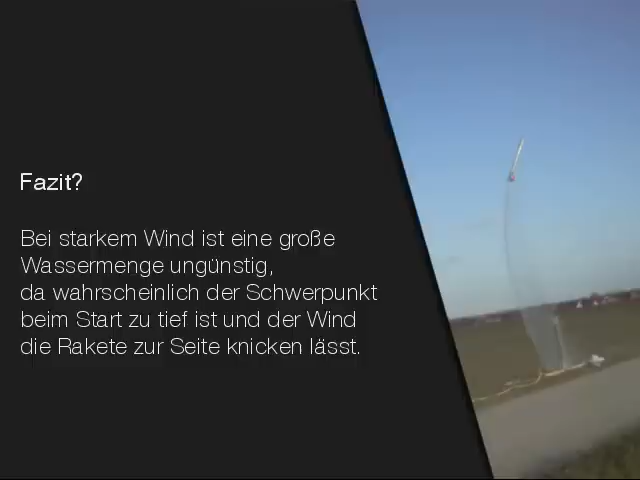 Fazit?
Bei starkem Wind ist eine große
Wassermenge ungünstig,
da wahrscheinlich der Schwerpunkt
beim Start zu tief ist und der Wind
die Rakete zur Seite knicken lässt.